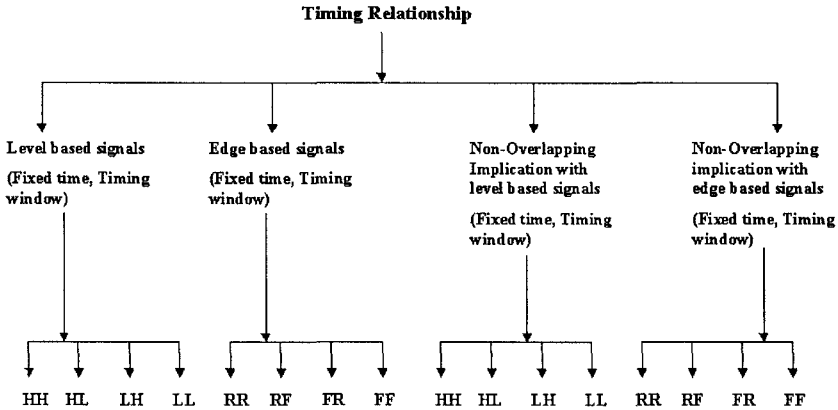 Timing Relationship
Level based signals
(Fixed time, Timing
window)
Edge based signals
(Fixed time, Timing
window)
Non-Overlapping
Implication with
level based signals
(Fixed time, Timing
window)
Non-Overlapping
implication with
edge based signals
(Fixed time, Timing
window)
HH HL LH LL RR RF FR FF HH HL LH LL RR RF FR FF